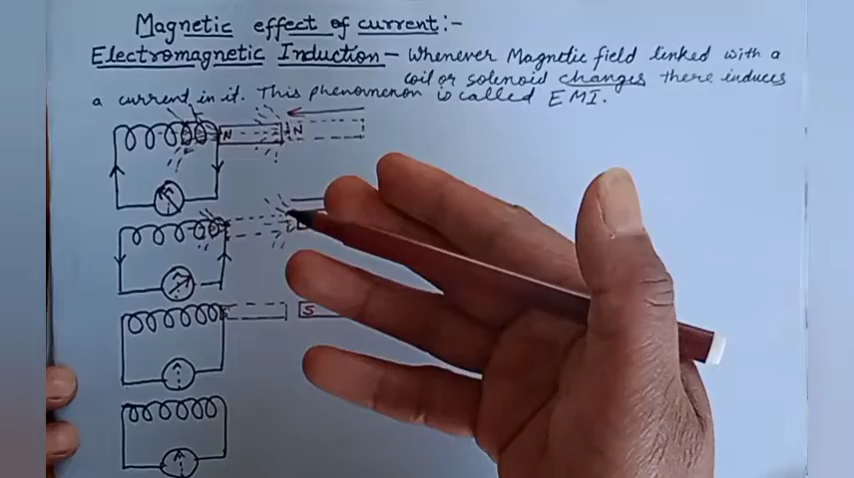 Magnetic effect of current:-
Electromagnetic Induction - Whenever Magnetic field linked with a
coil or solenoid changes there induces
a current in it. This phenomenon is called EMI.
N N
S